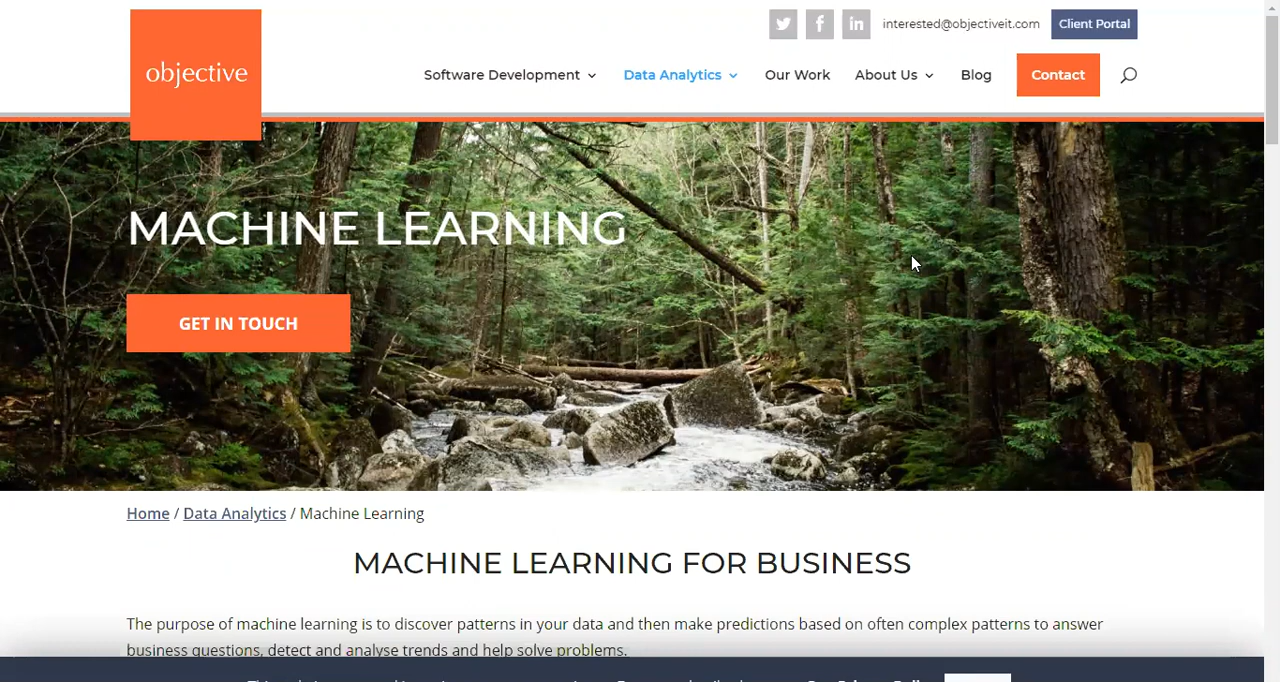 objective
interested@objectiveit.com Client Portal
Software Development Data Analytics Our Work About Us Blog Contact
MACHINE LEARNING
GET IN TOUCH
Home / Data Analytics / Machine Learning
MACHINE LEARNING FOR BUSINESS
The purpose of machine learning is to discover patterns in your data and then make predictions based on often complex patterns to answer
business questions, detect and analyse trends and help solve problems.